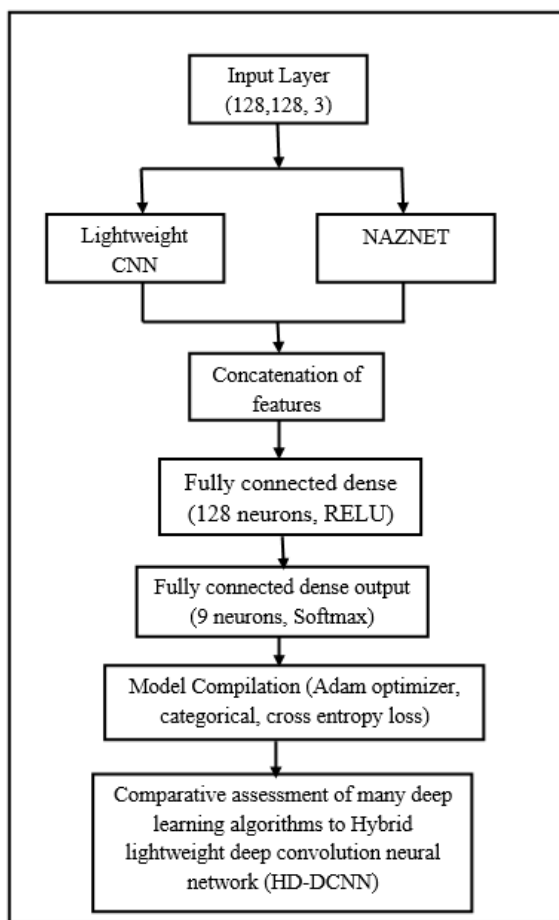 Input Layer
(128,128, 3)
Lightweight
CNN
NAZNET
Concatenation of
features
Fully connected dense
(128 neurons, RELU)
Fully connected dense output
(9 neurons, Softmax)
Model Compilation (Adam optimizer,
categorical, cross entropy loss)
Comparative assessment of many deep
learning algorithms to Hybrid
lightweight deep convolution neural
network (HD-DCNN)